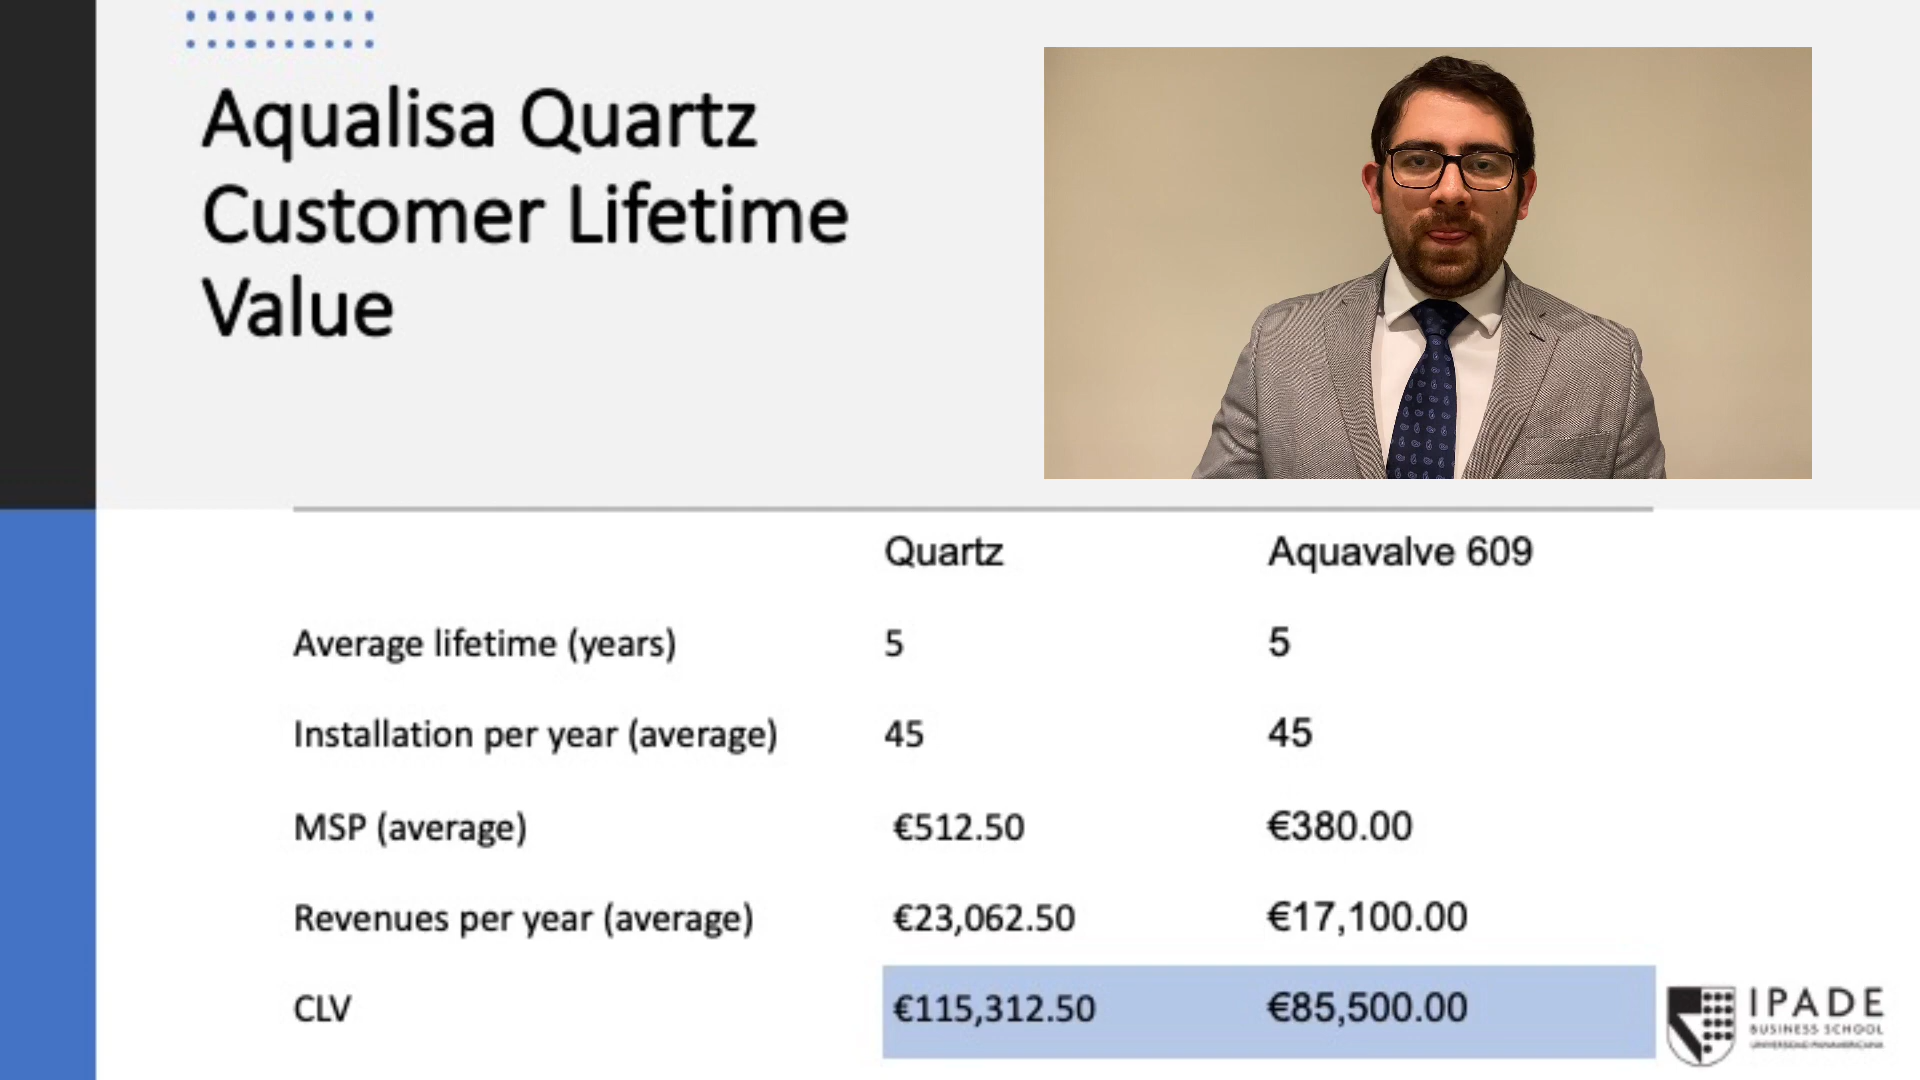 Aqualisa Quartz
Customer Lifetime
Value
Quartz Aquavalve 609
Average lifetime (years) 5 5
Installation per year (average) 45 45
MSP (average) €512.50 €380.00
Revenues per year (average) €23,062.50 €17,100.00
CLV €115,312.50 €85,500.00
IPADE
BUSINESS SCHOOL
UNIVERSIDAD PANAMERICANA